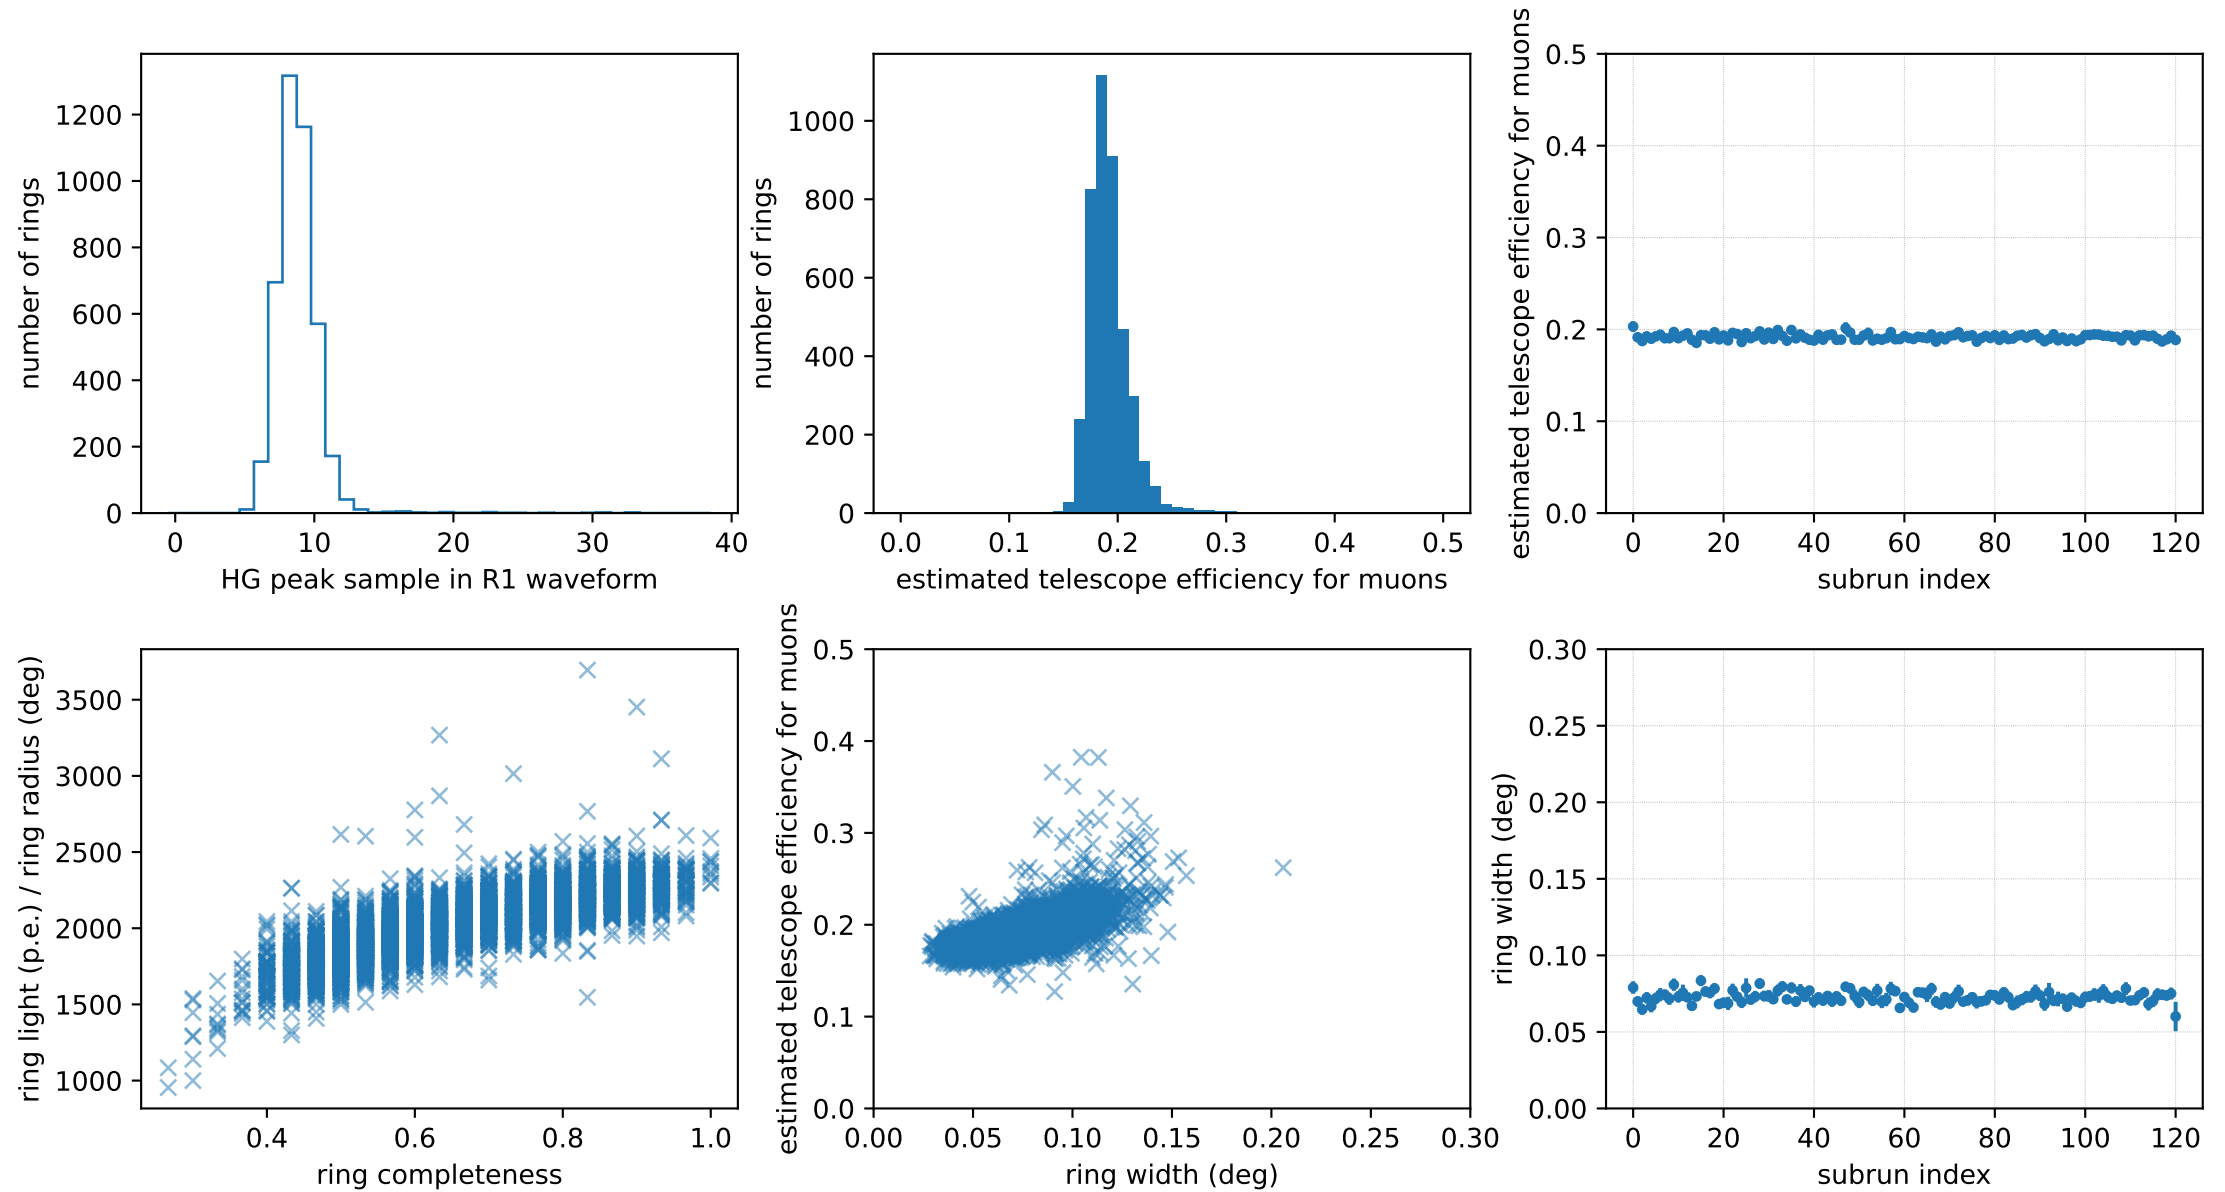 number of rings
1200
1000
800
600
400
200
0
0 10 20 30 40
HG peak sample in R1 waveform
number of rings
1000
800
600
400
200
0
0.0 0.1 0.2 0.3 0.4 0.5
estimated telescope efficiency for muons
estimated telescope efficiency for muons
0.5
0.4
0.3
0.2
0.1
0.0
0 20 40 60 80 100 120
subrun index
ring light (p.e.) / ring radius (deg)
3500
3000
2500
2000
1500
1000
0.4 0.6 0.8 1.0
ring completeness
estimated telescope efficiency for muons
0.5
0.4
0.3
0.2
0.1
0.0
0.00 0.05 0.10 0.15 0.20 0.25 0.30
ring width (deg)
ring width (deg)
0.30
0.25
0.20
0.15
0.10
0.05
0.00
0 20 40 60 80 100 120
subrun index